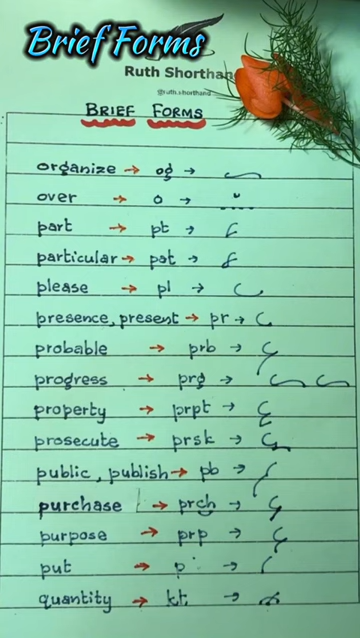 Brief Forms
Ruth Shorthand
@ruth.shorthand
BRIEF FORMS
organize → og →
over → o →
part → pt →
particular → pat →
please → pl →
presence, present → pr →
probable → prb →
progress → prg →
property → prpt →
prosecute → prsk →
public, publish → pb →
purchase → prch →
purpose → prp →
put → p →
quantity → kt →